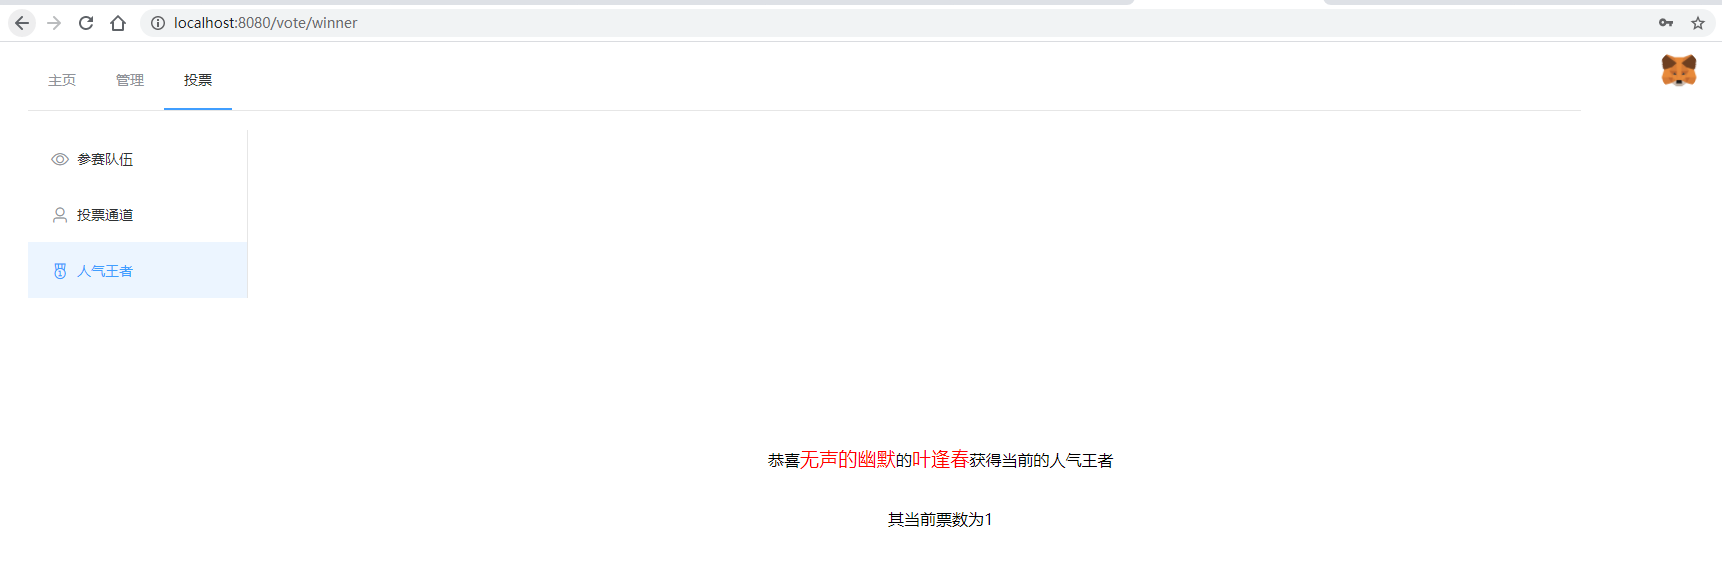 localhost:8080/vote/winner
主页 管理 投票
参赛队伍
投票通道
人气王者
恭喜无声的幽默的叶逢春获得当前的人气王者
其当前票数为1